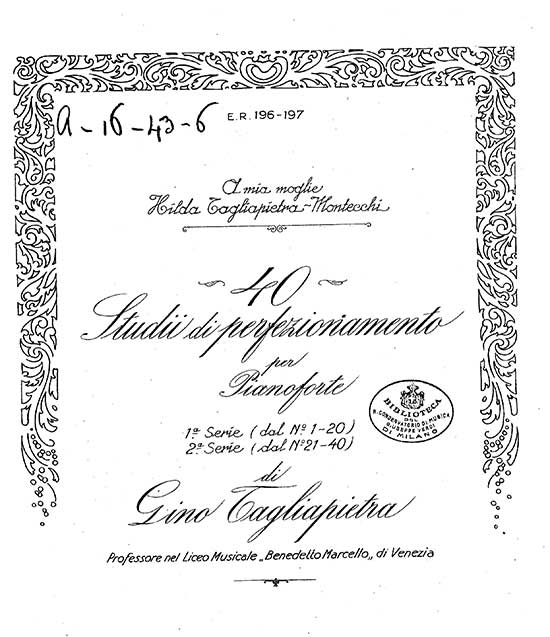 A-16-43-6
E.R. 196-197
A mia moglie
Hilda Tagliapietra-Montecchi
40
Studii di perfezionamento
per
Pianoforte
1ª Serie (dal Nº 1-20)
2ª Serie (dal Nº 21-40)
BIBLIOTECA
DEL
R. CONSERVATORIO DI MUSICA
GIUSEPPE VERDI
DI MILANO
di
Gino Tagliapietra
Professore nel Liceo Musicale „Benedetto Marcello„ di Venezia